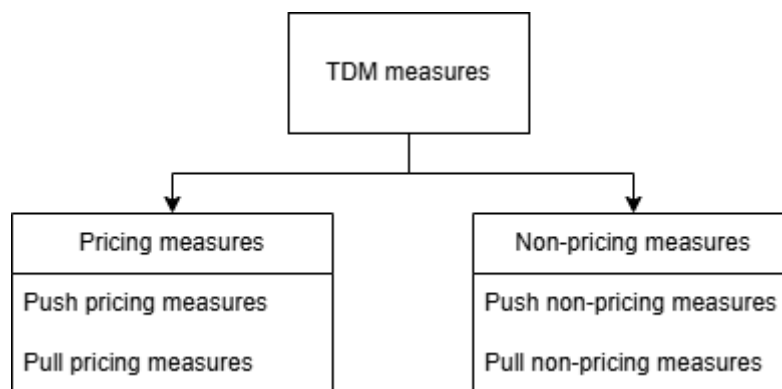 TDM measures
Pricing measures
Push pricing measures
Pull pricing measures
Non-pricing measures
Push non-pricing measures
Pull non-pricing measures